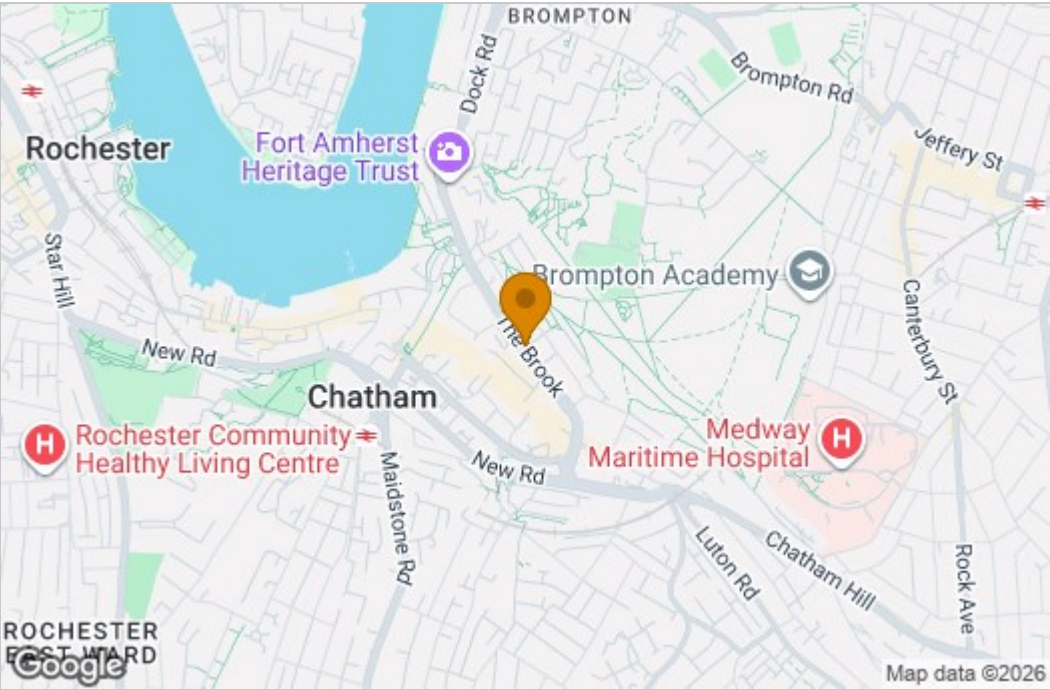 BROMPTON
Dock Rd
Brompton Rd
Rochester
Fort Amherst
Heritage Trust
Jeffery St
Star Hill
Brompton Academy
The Brook
Canterbury St
New Rd
Chatham
Rochester Community
Healthy Living Centre
Medway
Maritime Hospital
New Rd
Maidstone Rd
Luton Rd
Chatham Hill
Rock Ave
ROCHESTER
EAST WARD
Google
Map data ©2026